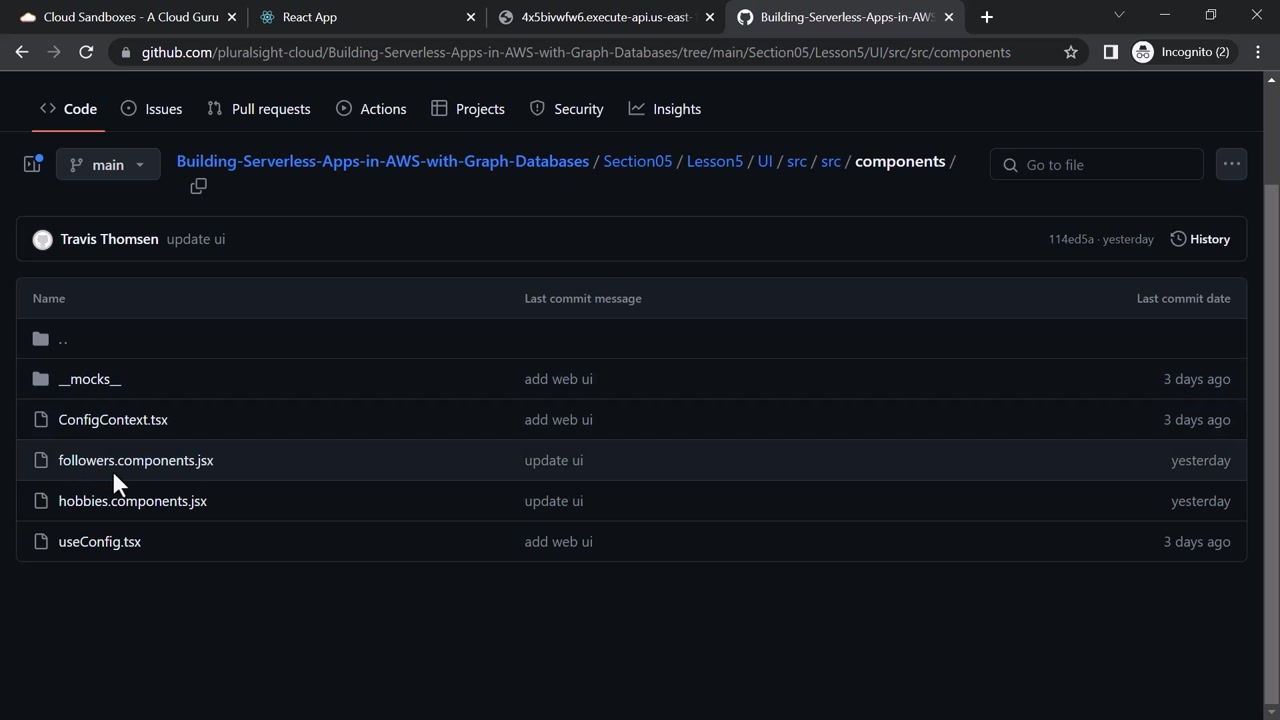 Cloud Sandboxes - A Cloud Guru
React App
4x5bivwfw6.execute-api.us-east-
Building-Serverless-Apps-in-AWS
github.com/pluralsight-cloud/Building-Serverless-Apps-in-AWS-with-Graph-Databases/tree/main/Section05/Lesson5/UI/src/src/components
Incognito (2)
Code
Issues
Pull requests
Actions
Projects
Security
Insights
main
Building-Serverless-Apps-in-AWS-with-Graph-Databases / Section05 / Lesson5 / UI / src / src / components /
Go to file
Travis Thomsen update ui
114ed5a · yesterday
History
Name Last commit message Last commit date
..
__mocks__ add web ui 3 days ago
ConfigContext.tsx add web ui 3 days ago
followers.components.jsx update ui yesterday
hobbies.components.jsx update ui yesterday
useConfig.tsx add web ui 3 days ago